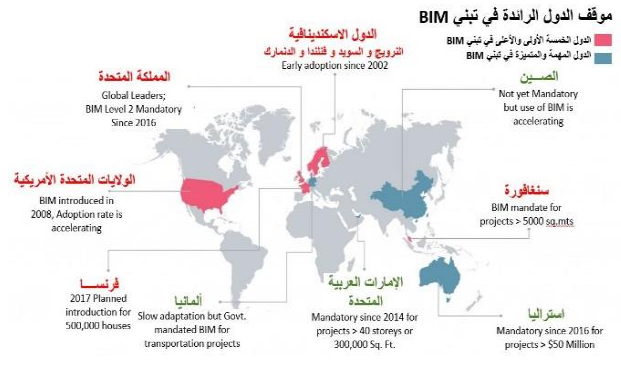 موقف الدول الرائدة في تبني BIM
الدول الخمسة الأولى والأعلى في تبني BIM
الدول المهمة والمتميزة في تبني BIM
الدول الاسكندينافية
النرويج و السويد و فنلندا و الدنمارك
Early adoption since 2002
المملكة المتحدة
Global Leaders;
BIM Level 2 Mandatory
Since 2016
الصين
Not yet Mandatory
but use of BIM is
accelerating
الولايات المتحدة الأمريكية
BIM introduced in
2008, Adoption rate is
accelerating
سنغافورة
BIM mandate for
projects > 5000 sq.mts
فرنسا
2017 Planned
introduction for
500,000 houses
ألمانيا
Slow adaptation but Govt.
mandated BIM for
transportation projects
الإمارات العربية
المتحدة
Mandatory since 2014 for
projects > 40 storeys or
300,000 Sq. Ft.
استراليا
Mandatory since 2016 for
projects > $50 Million